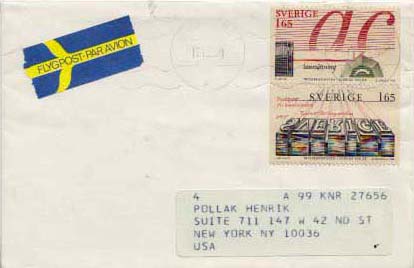 FLYGPOST·PAR AVION
SVERIGE
165
ac
SVERIGE 165
SVERIGE
4 A 99 KNR 27656
POLLAK HENRIK
SUITE 711 147 W 42 ND ST
NEW YORK NY 10036
USA